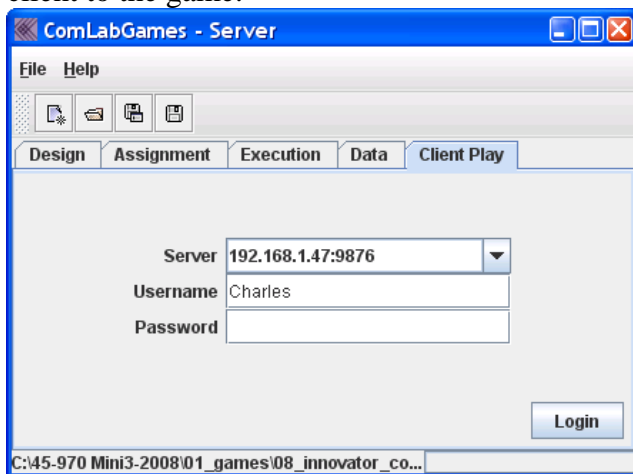 client to the game.
ComLabGames - Server
File Help
Design Assignment Execution Data Client Play
Server 192.168.1.47:9876
Username Charles
Password
Login
C:\45-970 Mini3-2008\01_games\08_innovator_co...